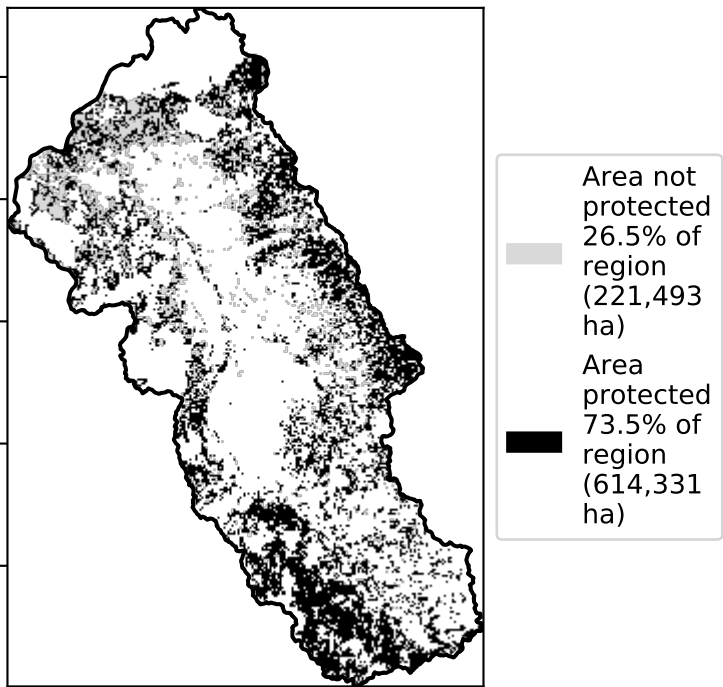 Area not
protected
26.5% of
region
(221,493
ha)
Area
protected
73.5% of
region
(614,331
ha)